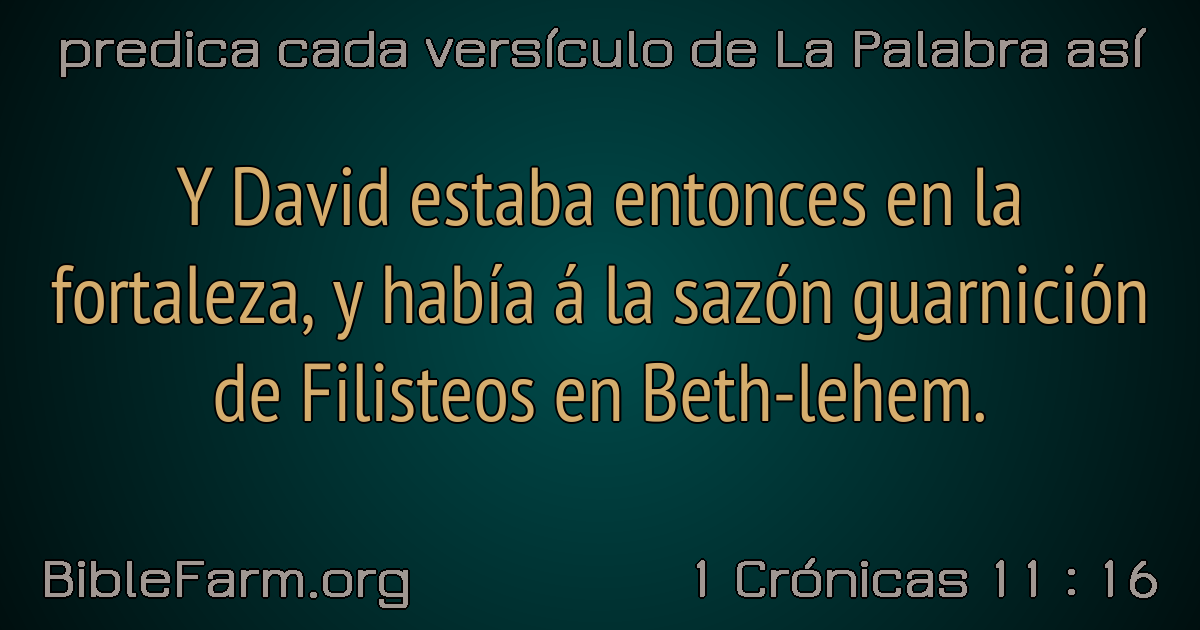 predica cada versículo de La Palabra así
Y David estaba entonces en la
fortaleza, y había á la sazón guarnición
de Filisteos en Beth-lehem.
BibleFarm.org
1 Crónicas 11 : 16